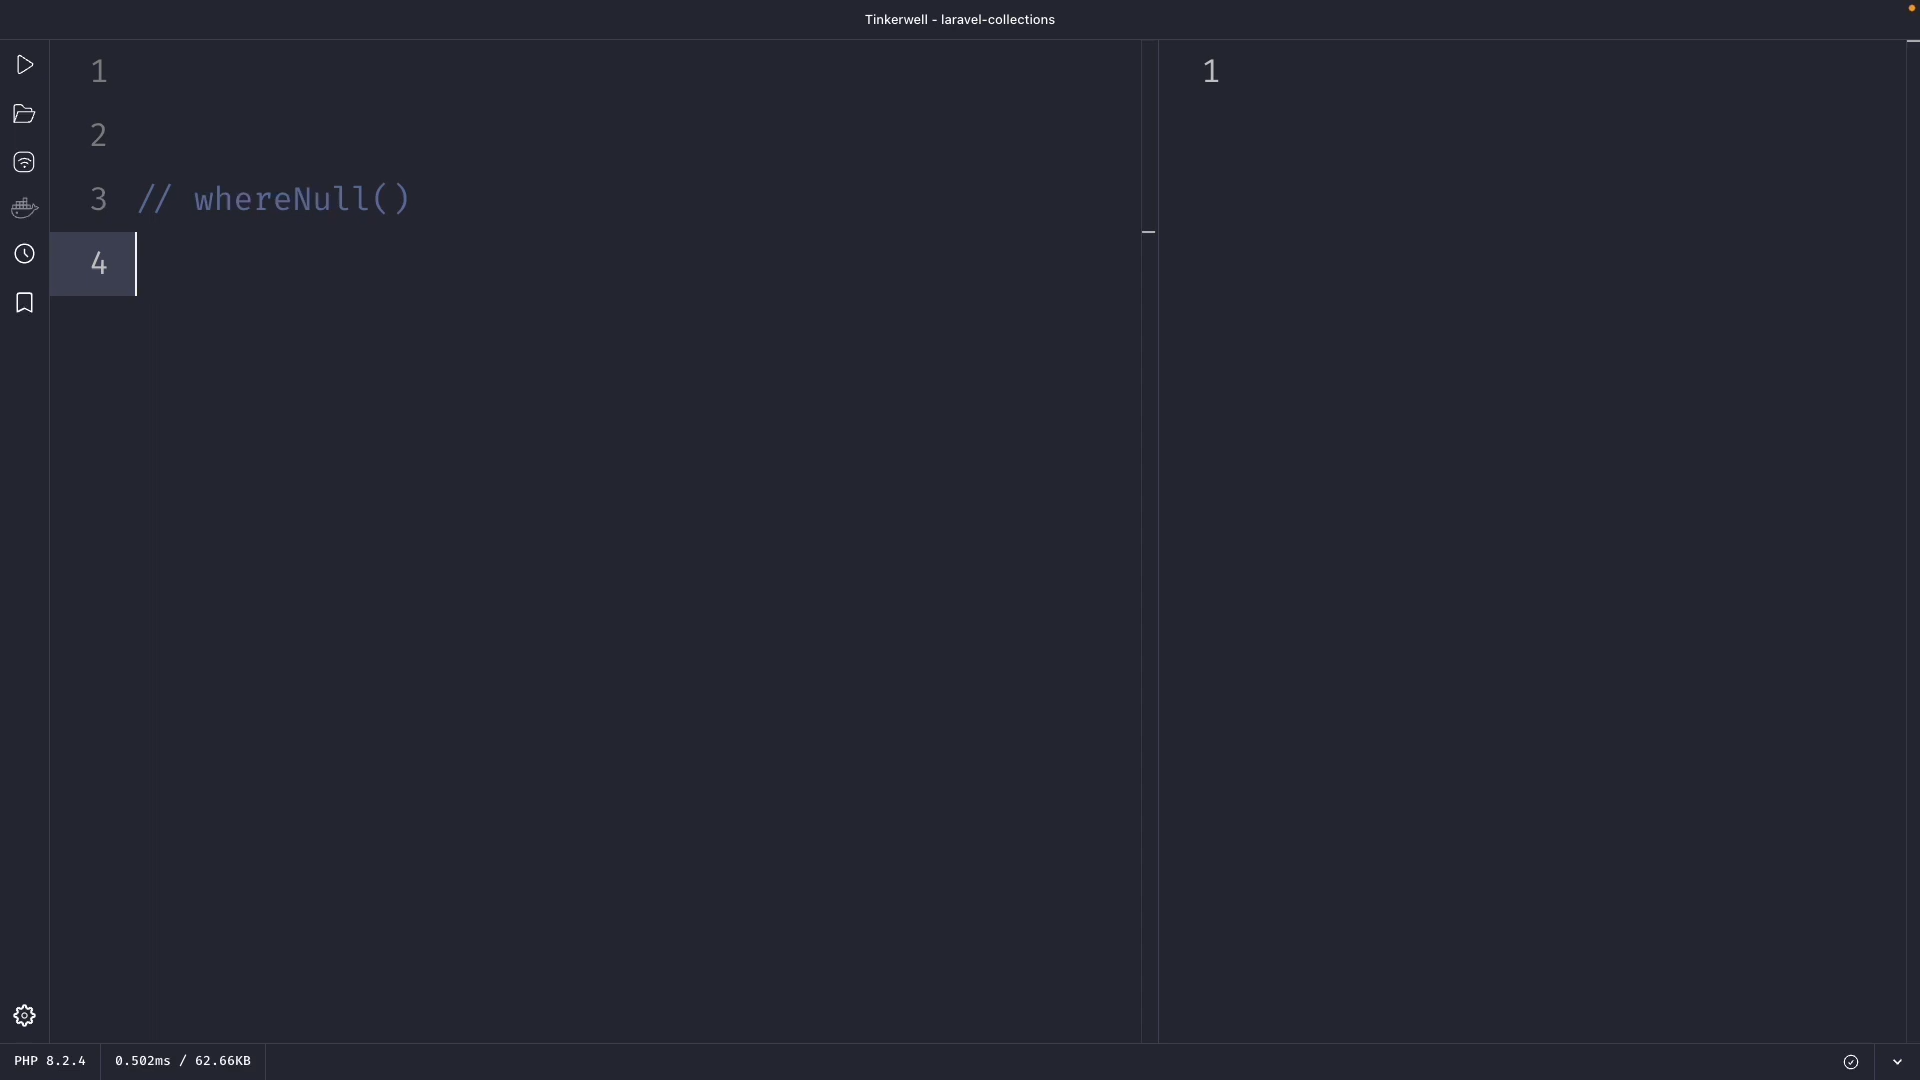 Tinkerwell - laravel-collections
1
2
3 // whereNull()
4
1
PHP 8.2.4
0.502ms / 62.66KB